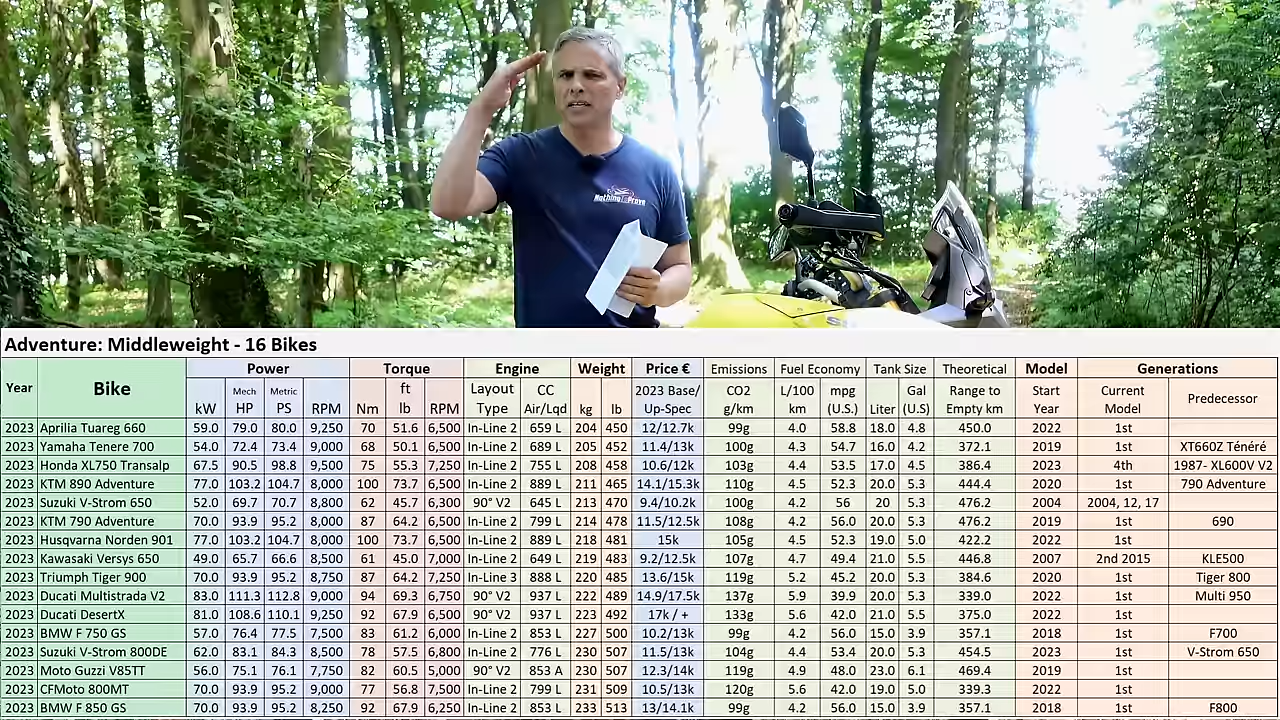 NothingToProve
Adventure: Middleweight - 16 Bikes
Year Bike Power Torque Engine Weight Price € Emissions Fuel Economy Tank Size Theoretical Model Generations
kW Mech HP Metric PS RPM Nm ft lb RPM Layout Type CC Air/Lqd kg lb 2023 Base/ Up-Spec CO2 g/km L/100 km mpg (U.S.) Liter Gal (U.S) Range to Empty km Start Year Current Model Predecessor
2023 Aprilia Tuareg 660 59.0 79.0 80.0 9,250 70 51.6 6,500 In-Line 2 659 L 204 450 12/12.7k 99g 4.0 58.8 18.0 4.8 450.0 2022 1st
2023 Yamaha Tenere 700 54.0 72.4 73.4 9,000 68 50.1 6,500 In-Line 2 689 L 205 452 11.4/13k 100g 4.3 54.7 16.0 4.2 372.1 2019 1st XT660Z Ténéré
2023 Honda XL750 Transalp 67.5 90.5 98.8 9,500 75 55.3 7,250 In-Line 2 755 L 208 458 10.6/12k 103g 4.4 53.5 17.0 4.5 386.4 2023 4th 1987- XL600V V2
2023 KTM 890 Adventure 77.0 103.2 104.7 8,000 100 73.7 6,500 In-Line 2 889 L 211 465 14.1/15.3k 110g 4.5 52.3 20.0 5.3 444.4 2020 1st 790 Adventure
2023 Suzuki V-Strom 650 52.0 69.7 70.7 8,800 62 45.7 6,300 90° V2 645 L 213 470 9.4/10.2k 100g 4.2 56 20 5.3 476.2 2004 2004, 12, 17
2023 KTM 790 Adventure 70.0 93.9 95.2 8,000 87 64.2 6,500 In-Line 2 799 L 214 478 11.5/12.5k 108g 4.2 56.0 20.0 5.3 476.2 2019 1st 690
2023 Husqvarna Norden 901 77.0 103.2 104.7 8,000 100 73.7 6,500 In-Line 2 889 L 218 481 15k 105g 4.5 52.3 19.0 5.0 422.2 2022 1st
2023 Kawasaki Versys 650 49.0 65.7 66.6 8,500 61 45.0 7,000 In-Line 2 649 L 219 483 9.2/12.5k 107g 4.7 49.4 21.0 5.5 446.8 2007 2nd 2015 KLE500
2023 Triumph Tiger 900 70.0 93.9 95.2 8,750 87 64.2 7,250 In-Line 3 888 L 220 485 13.6/15k 119g 5.2 45.2 20.0 5.3 384.6 2020 1st Tiger 800
2023 Ducati Multistrada V2 83.0 111.3 112.8 9,000 94 69.3 6,750 90° V2 937 L 222 489 14.9/17.5k 137g 5.9 39.9 20.0 5.3 339.0 2022 1st Multi 950
2023 Ducati DesertX 81.0 108.6 110.1 9,250 92 67.9 6,500 90° V2 937 L 223 492 17k / + 133g 5.6 42.0 21.0 5.5 375.0 2022 1st
2023 BMW F 750 GS 57.0 76.4 77.5 7,500 83 61.2 6,000 In-Line 2 853 L 227 500 10.2/13k 99g 4.2 56.0 15.0 3.9 357.1 2018 1st F700
2023 Suzuki V-Strom 800DE 62.0 83.1 84.3 8,500 78 57.5 6,800 In-Line 2 776 L 230 507 11.5/13k 104g 4.4 53.4 20.0 5.3 454.5 2023 1st V-Strom 650
2023 Moto Guzzi V85TT 56.0 75.1 76.1 7,750 82 60.5 5,000 90° V2 853 A 230 507 12.3/14k 119g 4.9 48.0 23.0 6.1 469.4 2019 1st
2023 CFMoto 800MT 70.0 93.9 95.2 9,000 77 56.8 7,500 In-Line 2 799 L 231 509 10.5/13k 120g 5.6 42.0 19.0 5.0 339.3 2022 1st
2023 BMW F 850 GS 70.0 93.9 95.2 8,250 92 67.9 6,250 In-Line 2 853 L 233 513 13/14.1k 99g 4.2 56.0 15.0 3.9 357.1 2018 1st F800